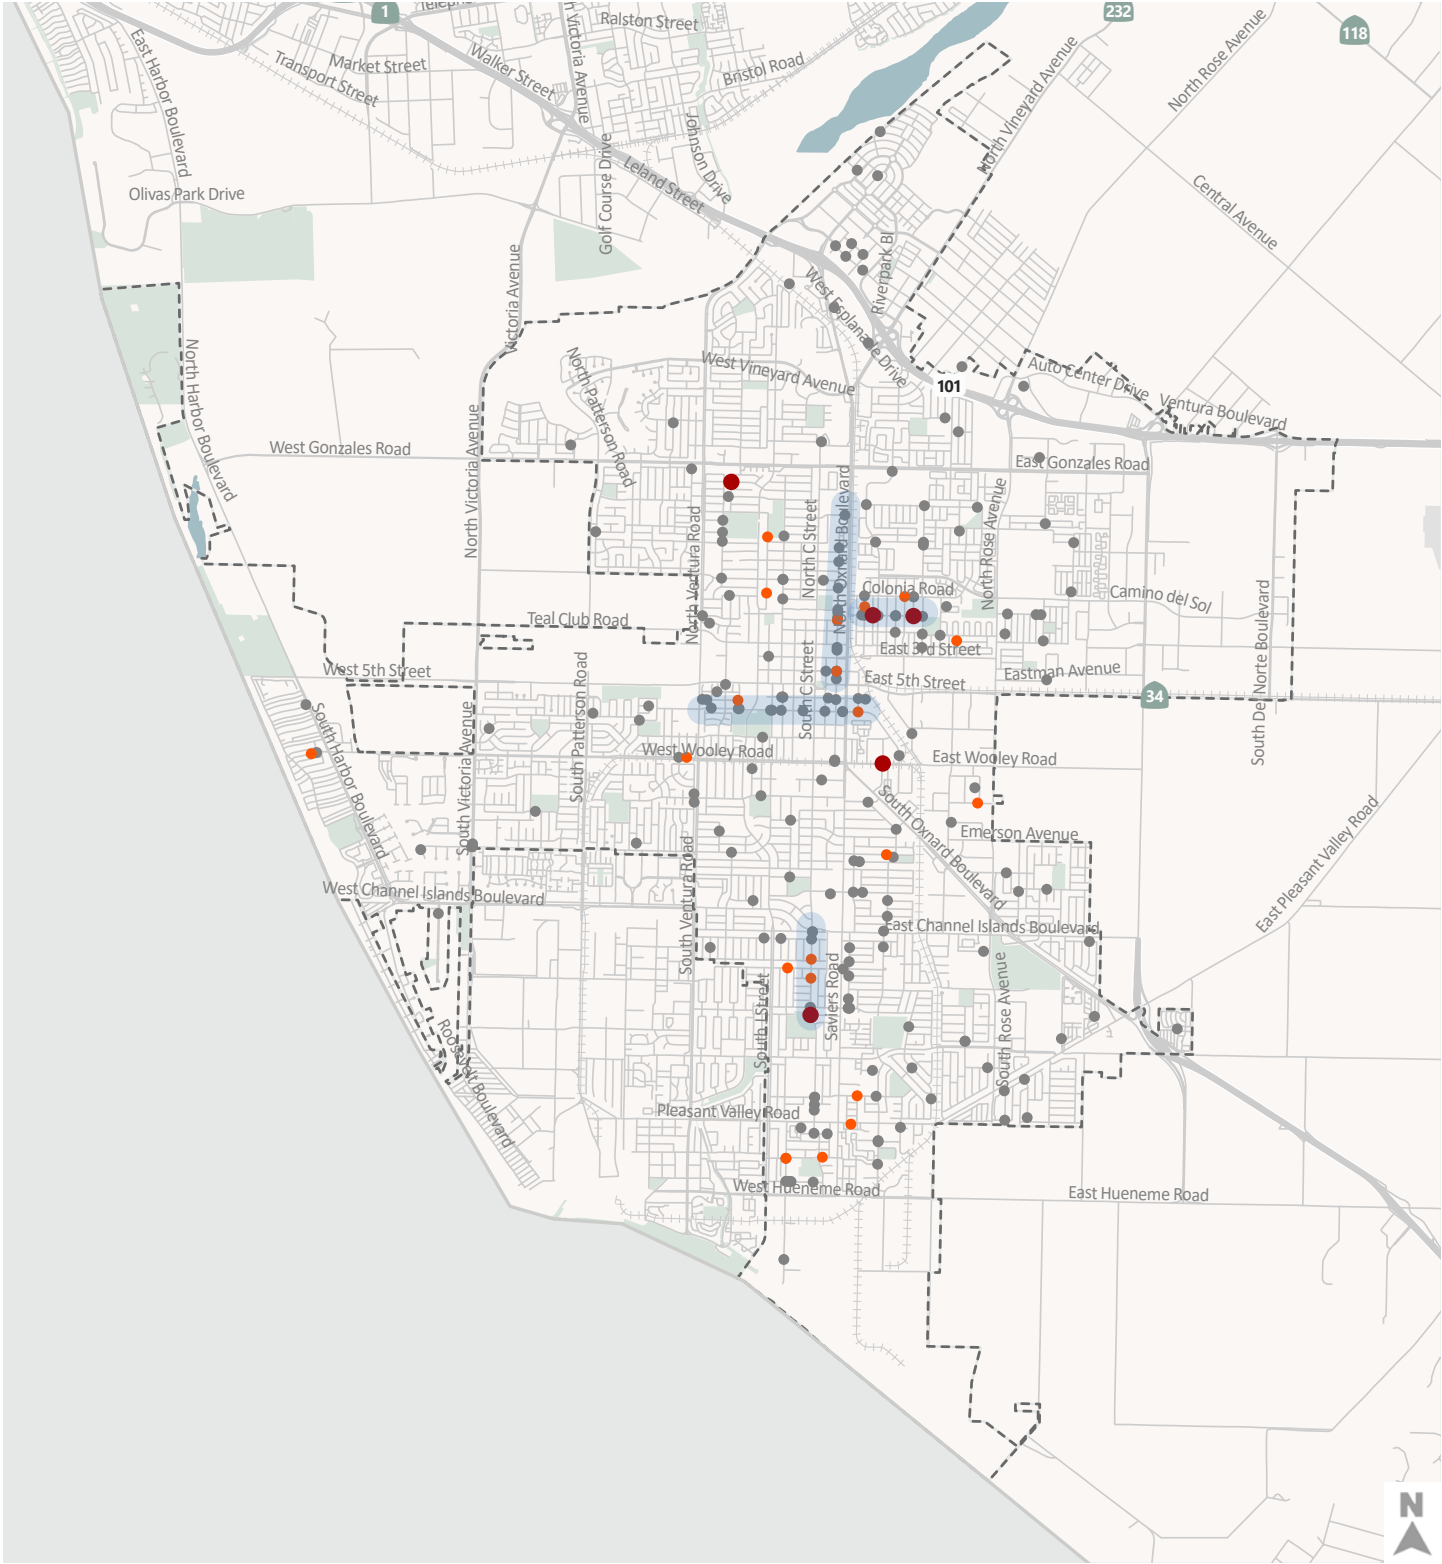 1
232
118
Ralston Street
Market Street
Transport Street
Walker Street
Bristol Road
East Harbor Boulevard
Victoria Avenue
North Rose Avenue
North Vineyard Avenue
Johnson Drive
Golf Course Drive
Leland Street
Olivas Park Drive
Central Avenue
Victoria Avenue
Riverpark Bl
West Esplanade Drive
West Vineyard Avenue
North Patterson Road
North Harbor Boulevard
101
Auto Center Drive
Ventura Boulevard
West Gonzales Road
East Gonzales Road
North Victoria Avenue
North Ventura Road
North C Street
North Oxnard Boulevard
North Rose Avenue
Colonia Road
Camino del Sol
Teal Club Road
East 3rd Street
West 5th Street
East 5th Street
Eastman Avenue
34
South Del Norte Boulevard
South C Street
South Patterson Road
South Victoria Avenue
South Harbor Boulevard
West Wooley Road
East Wooley Road
South Oxnard Boulevard
Emerson Avenue
East Pleasant Valley Road
South Ventura Road
West Channel Islands Boulevard
East Channel Islands Boulevard
South J Street
Saviers Road
South Rose Avenue
Roosevelt Boulevard
Pleasant Valley Road
West Hueneme Road
East Hueneme Road
N